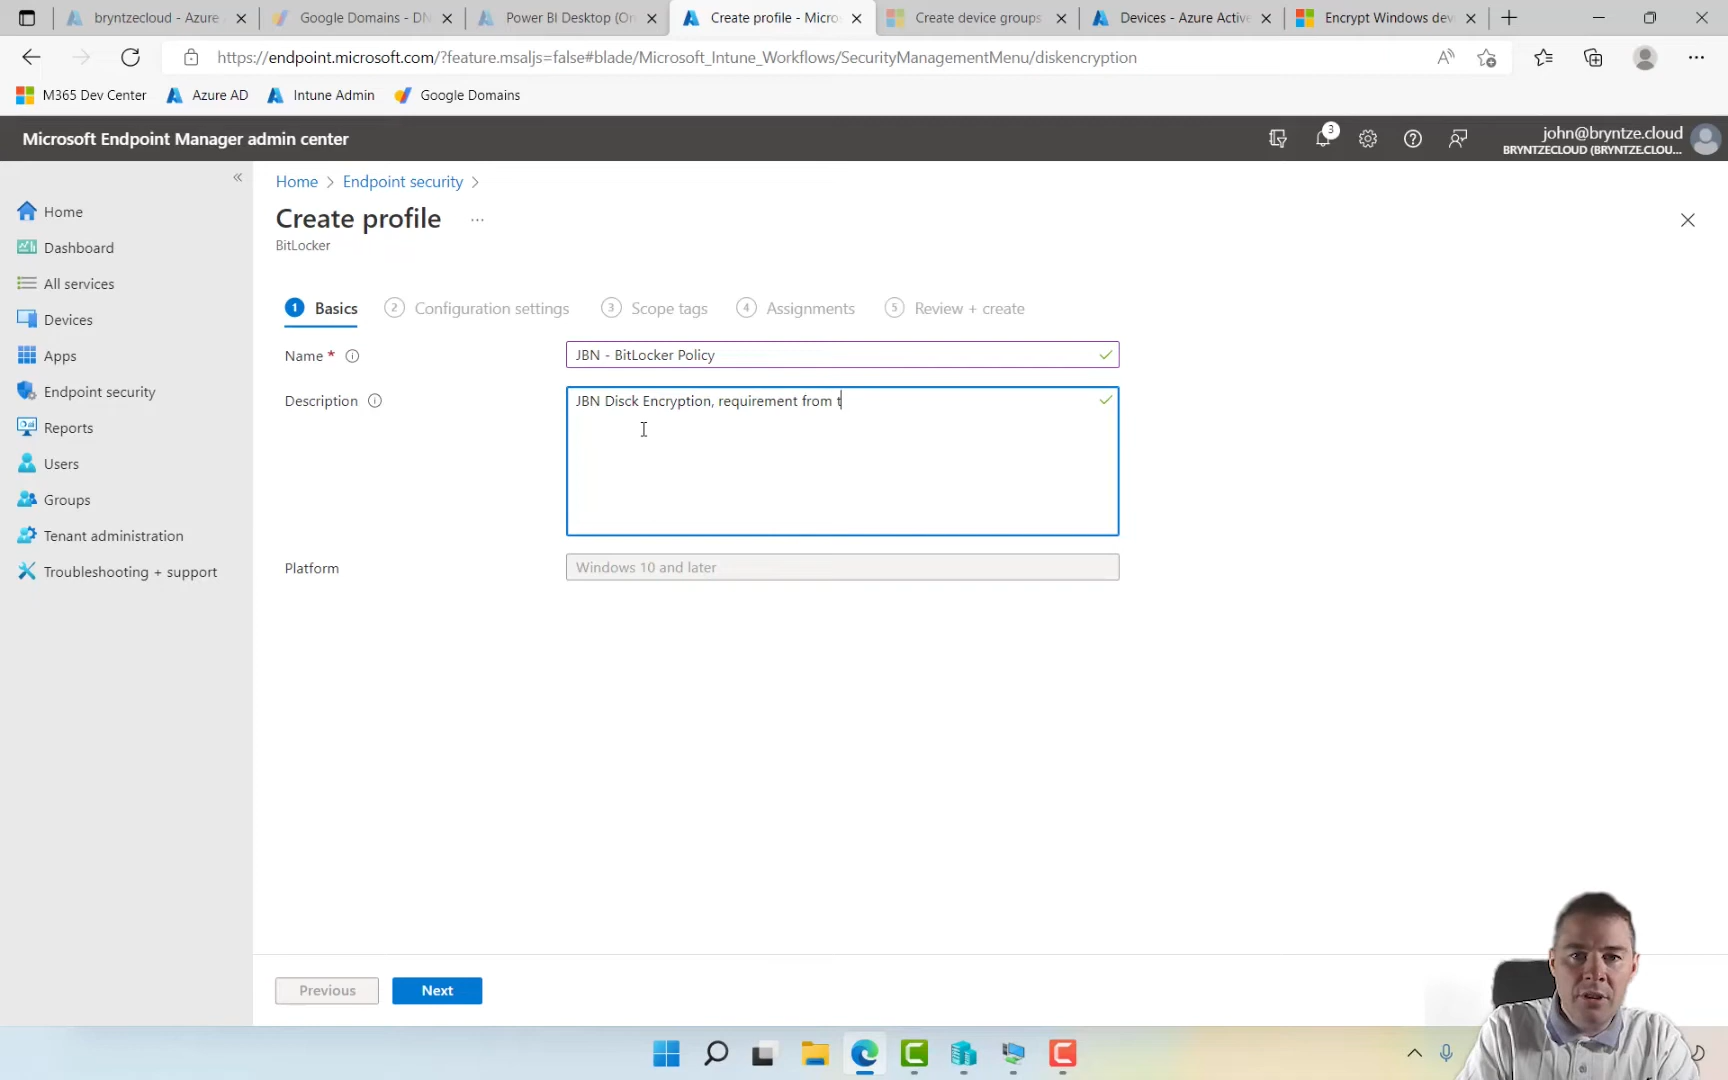 bryntzecloud - Azure
Google Domains - DN
Power BI Desktop (On
Create profile - Micro
Create device groups
Devices - Azure Activ
Encrypt Windows dev
https://endpoint.microsoft.com/?feature.msaljs=false#blade/Microsoft_Intune_Workflows/SecurityManagementMenu/diskencryption
M365 Dev Center
Azure AD
Intune Admin
Google Domains
Microsoft Endpoint Manager admin center
3
john@bryntze.cloud
BRYNTZECLOUD (BRYNTZE.CLOU...
Home
Dashboard
All services
Devices
Apps
Endpoint security
Reports
Users
Groups
Tenant administration
Troubleshooting + support
Home > Endpoint security >
Create profile ...
BitLocker
1 Basics
2 Configuration settings
3 Scope tags
4 Assignments
5 Review + create
Name *
JBN - BitLocker Policy
Description
JBN Disck Encryption, requirement from t
Platform
Windows 10 and later
Previous
Next